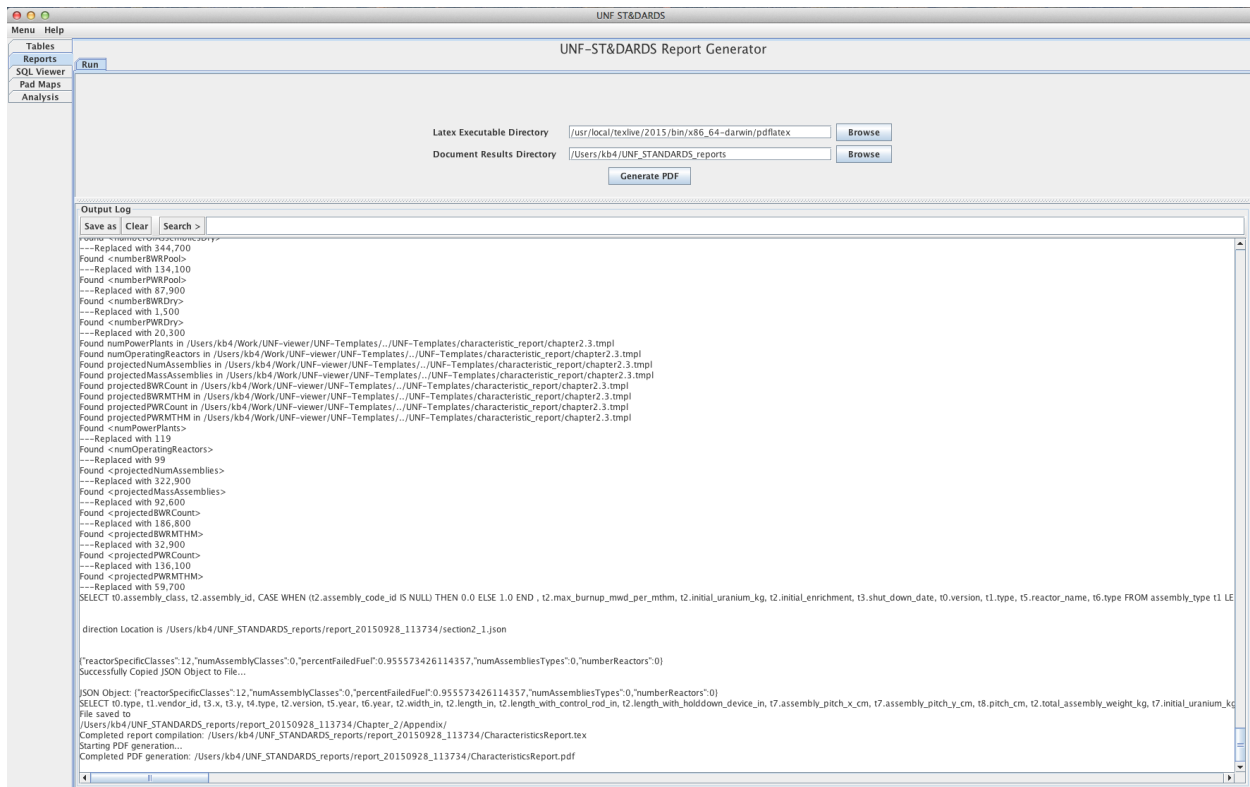 UNF ST&DARDS
Menu Help
Tables
Reports
SQL Viewer
Pad Maps
Analysis
UNF-ST&DARDS Report Generator
Run
Latex Executable Directory /usr/local/texlive/2015/bin/x86_64-darwin/pdflatex Browse
Document Results Directory /Users/kb4/UNF_STANDARDS_reports Browse
Generate PDF
Output Log
Save as Clear Search >
Found <numberOfAssembliesDry>
---Replaced with 344,700
Found <numberBWRPool>
---Replaced with 134,100
Found <numberPWRPool>
---Replaced with 87,900
Found <numberBWRDry>
---Replaced with 1,500
Found <numberPWRDry>
---Replaced with 20,300
Found numPowerPlants in /Users/kb4/Work/UNF-viewer/UNF-Templates/../UNF-Templates/characteristic_report/chapter2.3.tmpl
Found numOperatingReactors in /Users/kb4/Work/UNF-viewer/UNF-Templates/../UNF-Templates/characteristic_report/chapter2.3.tmpl
Found projectedNumAssemblies in /Users/kb4/Work/UNF-viewer/UNF-Templates/../UNF-Templates/characteristic_report/chapter2.3.tmpl
Found projectedMassAssemblies in /Users/kb4/Work/UNF-viewer/UNF-Templates/../UNF-Templates/characteristic_report/chapter2.3.tmpl
Found projectedBWRCount in /Users/kb4/Work/UNF-viewer/UNF-Templates/../UNF-Templates/characteristic_report/chapter2.3.tmpl
Found projectedBWRMTHM in /Users/kb4/Work/UNF-viewer/UNF-Templates/../UNF-Templates/characteristic_report/chapter2.3.tmpl
Found projectedPWRCount in /Users/kb4/Work/UNF-viewer/UNF-Templates/../UNF-Templates/characteristic_report/chapter2.3.tmpl
Found projectedPWRMTHM in /Users/kb4/Work/UNF-viewer/UNF-Templates/../UNF-Templates/characteristic_report/chapter2.3.tmpl
Found <numPowerPlants>
---Replaced with 119
Found <numOperatingReactors>
---Replaced with 99
Found <projectedNumAssemblies>
---Replaced with 322,900
Found <projectedMassAssemblies>
---Replaced with 92,600
Found <projectedBWRCount>
---Replaced with 186,800
Found <projectedBWRMTHM>
---Replaced with 32,900
Found <projectedPWRCount>
---Replaced with 136,100
Found <projectedPWRMTHM>
---Replaced with 59,700
SELECT t0.assembly_class, t2.assembly_id, CASE WHEN (t2.assembly_code_id IS NULL) THEN 0.0 ELSE 1.0 END , t2.max_burnup_mwd_per_mthm, t2.initial_uranium_kg, t2.initial_enrichment, t3.shut_down_date, t0.version, t1.type, t5.reactor_name, t6.type FROM assembly_type t1 LE
direction Location is /Users/kb4/UNF_STANDARDS_reports/report_20150928_113734/section2_1.json
{"reactorSpecificClasses":12,"numAssemblyClasses":0,"percentFailedFuel":0.955573426114357,"numAssembliesTypes":0,"numberReactors":0}
Successfully Copied JSON Object to File...
JSON Object: {"reactorSpecificClasses":12,"numAssemblyClasses":0,"percentFailedFuel":0.955573426114357,"numAssembliesTypes":0,"numberReactors":0}
SELECT t0.type, t1.vendor_id, t3.x, t3.y, t4.type, t2.version, t5.year, t6.year, t2.width_in, t2.length_in, t2.length_with_control_rod_in, t2.length_with_holddown_device_in, t7.assembly_pitch_x_cm, t7.assembly_pitch_y_cm, t8.pitch_cm, t2.total_assembly_weight_kg, t7.initial_uranium_kg
File saved to
/Users/kb4/UNF_STANDARDS_reports/report_20150928_113734/Chapter_2/Appendix/
Completed report compilation: /Users/kb4/UNF_STANDARDS_reports/report_20150928_113734/CharacteristicsReport.tex
Starting PDF generation...
Completed PDF generation: /Users/kb4/UNF_STANDARDS_reports/report_20150928_113734/CharacteristicsReport.pdf